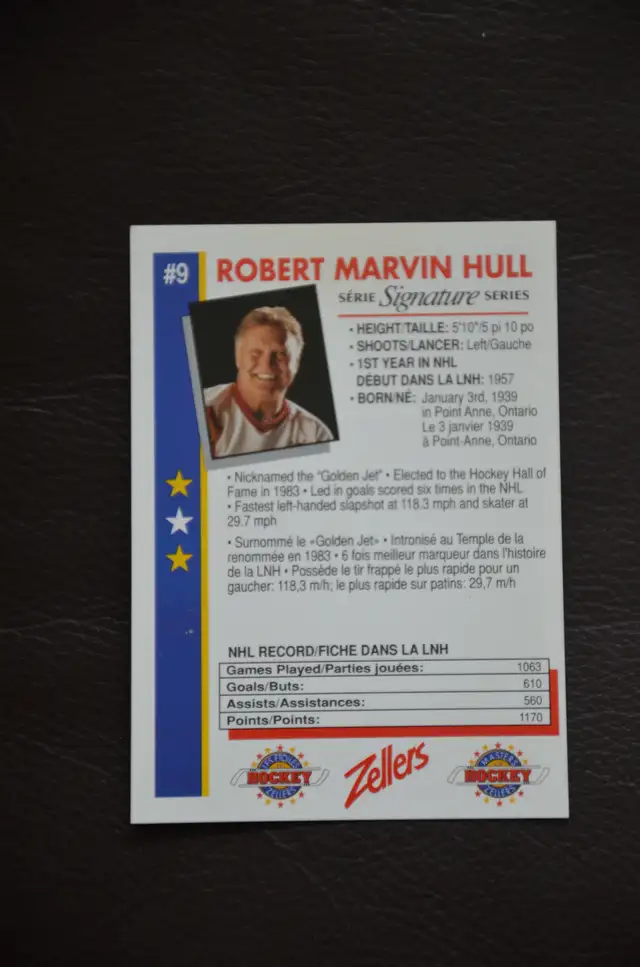 #9 ROBERT MARVIN HULL
SÉRIE Signature SERIES
• HEIGHT/TAILLE: 5'10"/5 pi 10 po
• SHOOTS/LANCER: Left/Gauche
• 1ST YEAR IN NHL
DÉBUT DANS LA LNH: 1957
• BORN/NÉ: January 3rd, 1939
in Point Anne, Ontario
Le 3 janvier 1939
à Point-Anne, Ontario
• Nicknamed the "Golden Jet" • Elected to the Hockey Hall of
Fame in 1983 • Led in goals scored six times in the NHL
• Fastest left-handed slapshot at 118.3 mph and skater at
29.7 mph
• Surnommé le «Golden Jet» • Intronisé au Temple de la
renommée en 1983 • 6 fois meilleur marqueur dans l'histoire
de la LNH • Possède le tir frappé le plus rapide pour un
gaucher: 118,3 m/h; le plus rapide sur patins: 29,7 m/h
NHL RECORD/FICHE DANS LA LNH
Games Played/Parties jouées: 1063
Goals/Buts: 610
Assists/Assistances: 560
Points/Points: 1170
HOCKEY
ZELLERS
Zellers
MASTERS
HOCKEY
ZELLERS